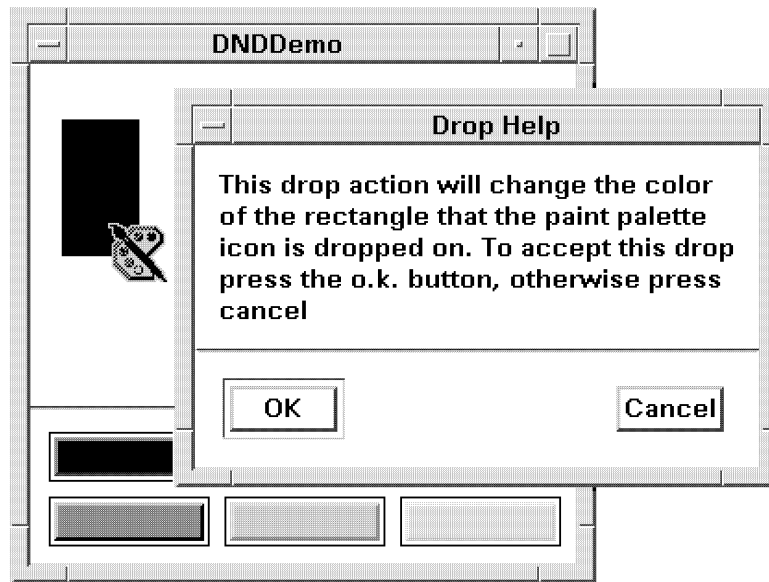 DNDDemo
Drop Help
This drop action will change the color
of the rectangle that the paint palette
icon is dropped on. To accept this drop
press the o.k. button, otherwise press
cancel
OK
Cancel